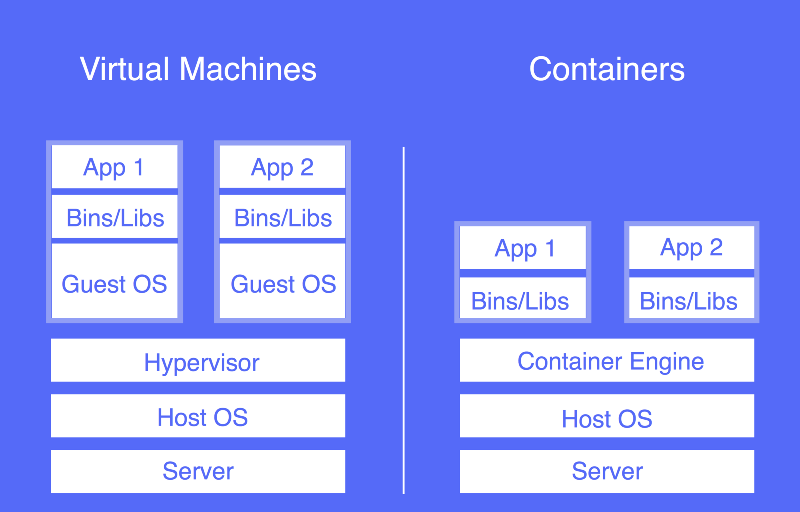 Virtual Machines
App 1
App 2
Bins/Libs
Bins/Libs
Guest OS
Guest OS
Hypervisor
Host OS
Server
Containers
App 1
App 2
Bins/Libs
Bins/Libs
Container Engine
Host OS
Server